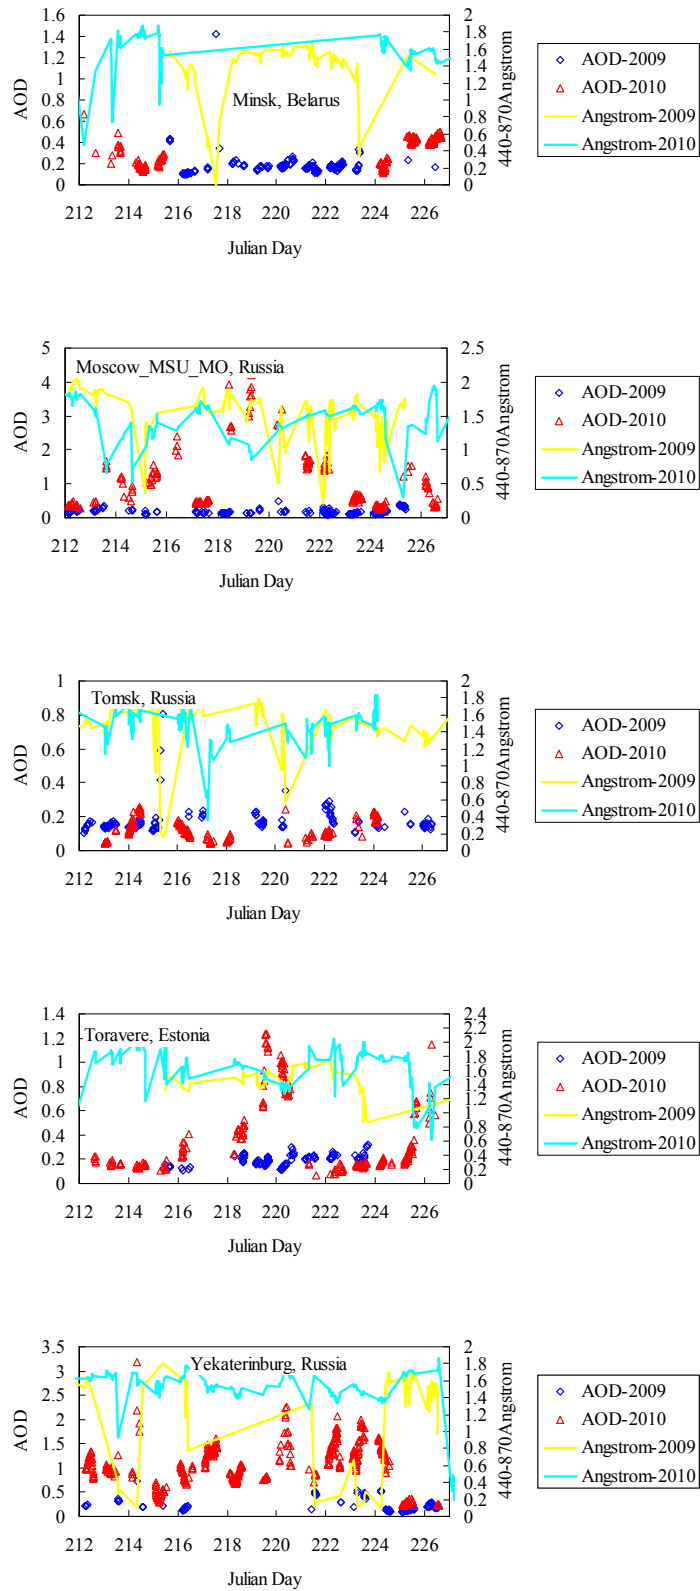 1.6
1.4
1.2
1
0.8
0.6
0.4
0.2
0
AOD
Minsk, Belarus
2
1.8
1.6
1.4
1.2
1
0.8
0.6
0.4
0.2
0
440-870Angstrom
212 214 216 218 220 222 224 226
Julian Day
AOD-2009
AOD-2010
Angstrom-2009
Angstrom-2010
5
4
3
2
1
0
AOD
Moscow_MSU_MO, Russia
2.5
2
1.5
1
0.5
0
440-870Angstrom
212 214 216 218 220 222 224 226
Julian Day
AOD-2009
AOD-2010
Angstrom-2009
Angstrom-2010
1
0.8
0.6
0.4
0.2
0
AOD
Tomsk, Russia
2
1.8
1.6
1.4
1.2
1
0.8
0.6
0.4
0.2
0
440-870Angstrom
212 214 216 218 220 222 224 226
Julian Day
AOD-2009
AOD-2010
Angstrom-2009
Angstrom-2010
1.4
1.2
1
0.8
0.6
0.4
0.2
0
AOD
Toravere, Estonia
2.4
2.2
2
1.8
1.6
1.4
1.2
1
0.8
0.6
0.4
0.2
0
440-870Angstrom
212 214 216 218 220 222 224 226
Julian Day
AOD-2009
AOD-2010
Angstrom-2009
Angstrom-2010
3.5
3
2.5
2
1.5
1
0.5
0
AOD
Yekaterinburg, Russia
2
1.8
1.6
1.4
1.2
1
0.8
0.6
0.4
0.2
0
440-870Angstrom
212 214 216 218 220 222 224 226
Julian Day
AOD-2009
AOD-2010
Angstrom-2009
Angstrom-2010